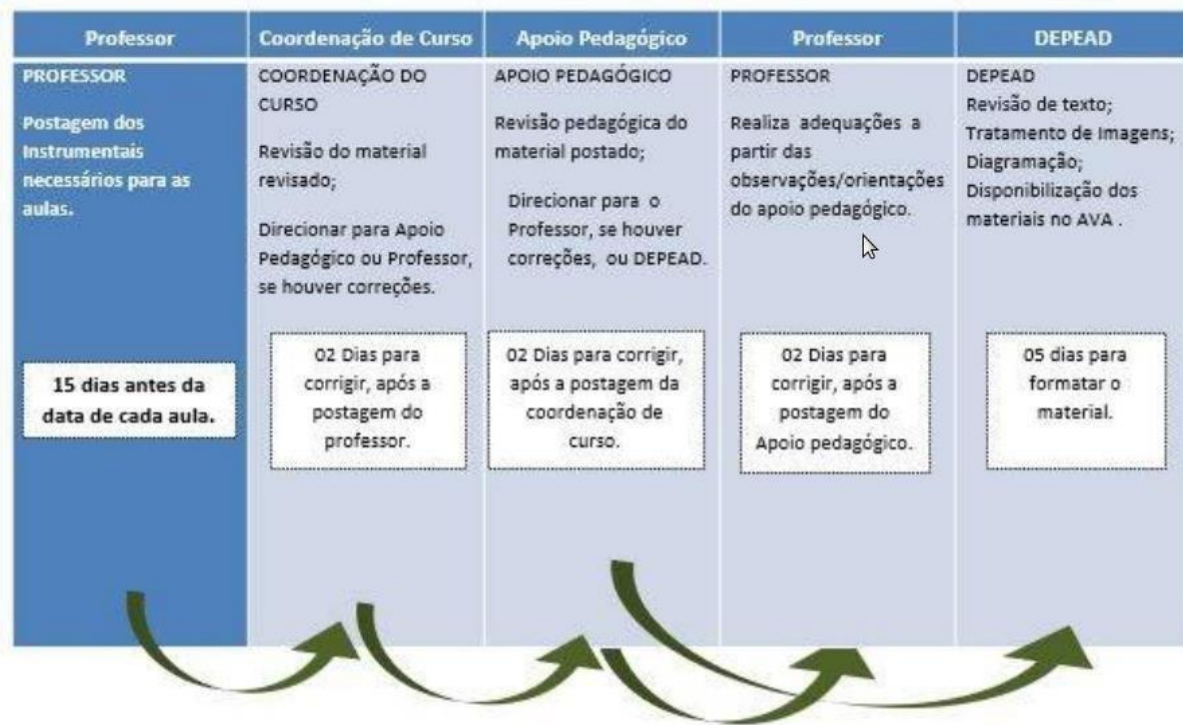 Professor
Coordenação de Curso
Apoio Pedagógico
Professor
DEPEAD
PROFESSOR
Postagem dos
Instrumentais
necessários para as
aulas.
15 dias antes da
data de cada aula.
COORDENAÇÃO DO
CURSO
Revisão do material
revisado;
Direcionar para Apoio
Pedagógico ou Professor,
se houver correções.
02 Dias para
corrigir, após a
postagem do
professor.
APOIO PEDAGÓGICO
Revisão pedagógica do
material postado;
Direcionar para o
Professor, se houver
correções, ou DEPEAD.
02 Dias para corrigir,
após a postagem da
coordenação de
curso.
PROFESSOR
Realiza adequações a
partir das
observações/orientações
do apoio pedagógico.
02 Dias para
corrigir, após a
postagem do
Apoio pedagógico.
DEPEAD
Revisão de texto;
Tratamento de Imagens;
Diagramação;
Disponibilização dos
materiais no AVA .
05 dias para
formatar o
material.